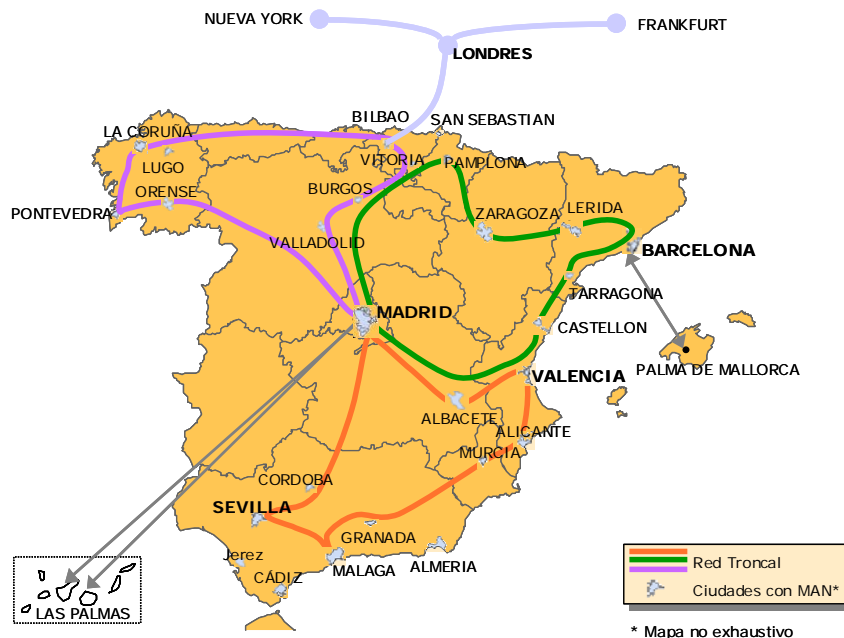 NUEVA YORK
FRANKFURT
LONDRES
BILBAO
SAN SEBASTIAN
LA CORUÑA
VITORIA
PAMPLONA
LUGO
ORENSE
BURGOS
PONTEVEDRA
ZARAGOZA
LERIDA
VALLADOLID
BARCELONA
TARRAGONA
MADRID
CASTELLON
PALMA DE MALLORCA
VALENCIA
ALBACETE
ALICANTE
MURCIA
CORDOBA
SEVILLA
GRANADA
Jerez
MALAGA
ALMERIA
CÁDIZ
LAS PALMAS
Red Troncal
Ciudades con MAN*
* Mapa no exhaustivo